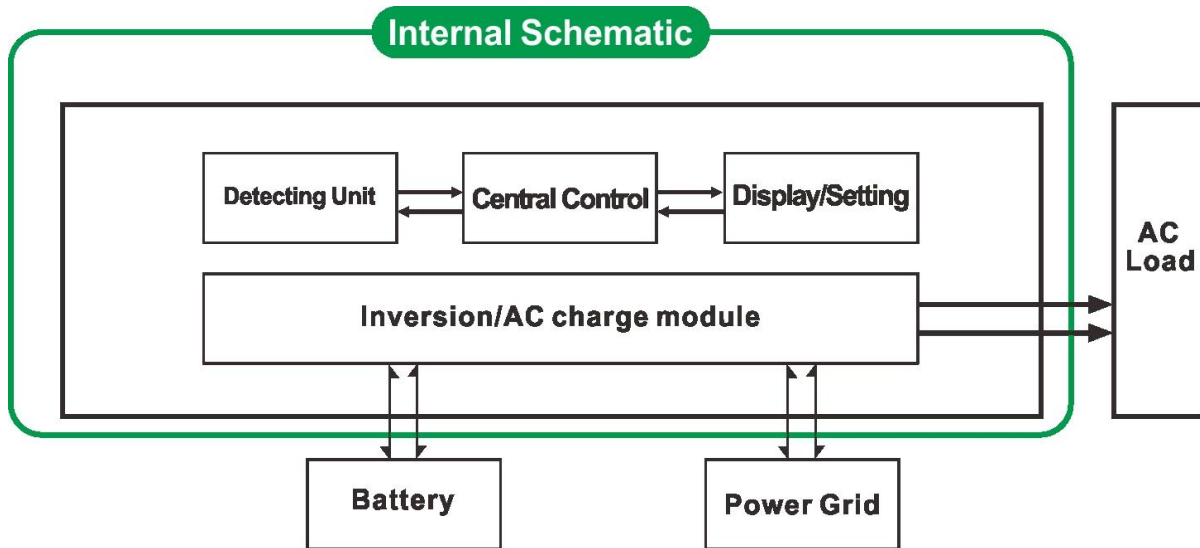 Internal Schematic
Detecting Unit
Central Control
Display/Setting
AC
Load
Inversion/AC charge module
Battery
Power Grid